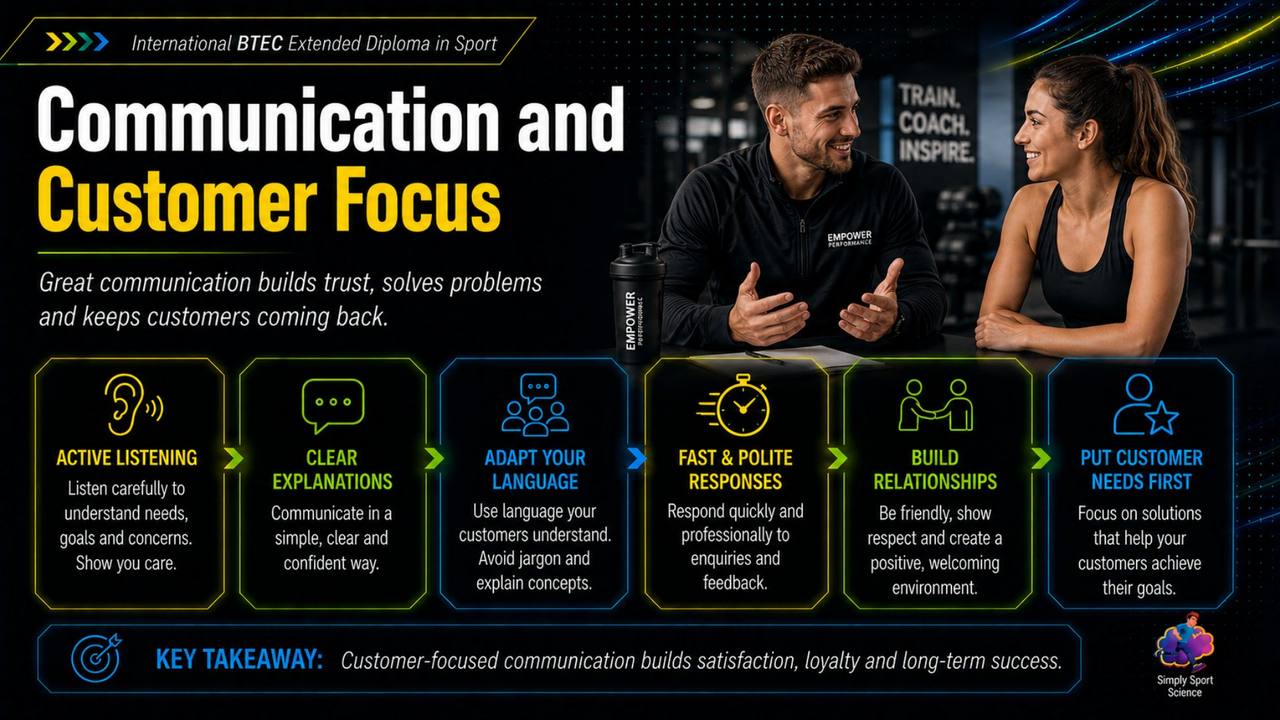 International BTEC Extended Diploma in Sport
Communication and
Customer Focus
Great communication builds trust, solves problems
and keeps customers coming back.
TRAIN.
COACH.
INSPIRE.
EMPOWER
PERFORMANCE
EMPOWER
ACTIVE LISTENING
Listen carefully to
understand needs,
goals and concerns.
Show you care.
CLEAR
EXPLANATIONS
Communicate in a
simple, clear and
confident way.
ADAPT YOUR
LANGUAGE
Use language your
customers understand.
Avoid jargon and
explain concepts.
FAST & POLITE
RESPONSES
Respond quickly and
professionally to
enquiries and
feedback.
BUILD
RELATIONSHIPS
Be friendly, show
respect and create a
positive, welcoming
environment.
PUT CUSTOMER
NEEDS FIRST
Focus on solutions
that help your
customers achieve
their goals.
KEY TAKEAWAY: Customer-focused communication builds satisfaction, loyalty and long-term success.
Simply Sport
Science